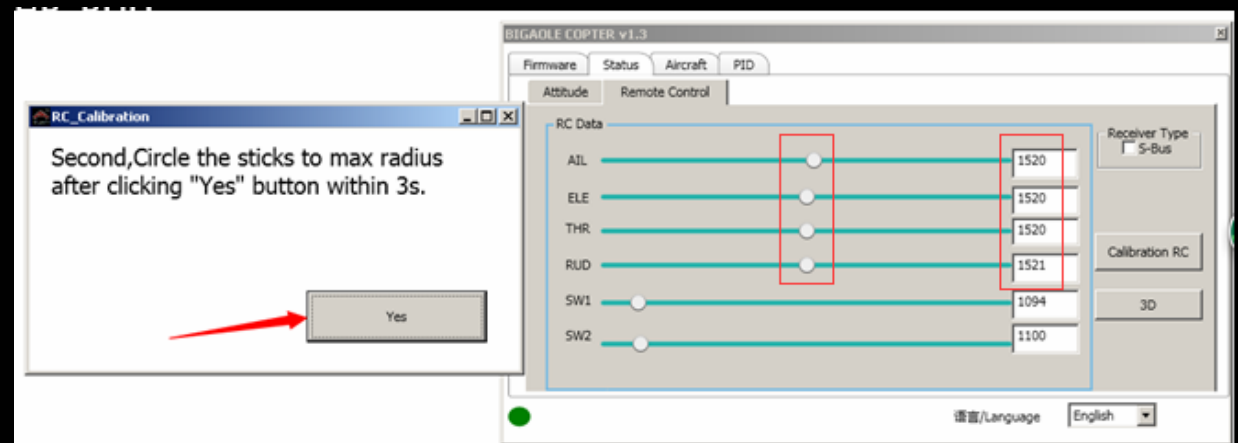 RC_Calibration
Second,Circle the sticks to max radius
after clicking "Yes" button within 3s.
Yes
BIGAOLE COPTER v1.3
Firmware Status Aircraft PID
Attitude Remote Control
RC Data
AIL 1520
ELE 1520
THR 1520
RUD 1521
SW1 1094
SW2 1100
Receiver Type
S-Bus
Calibration RC
3D
语言/Language English